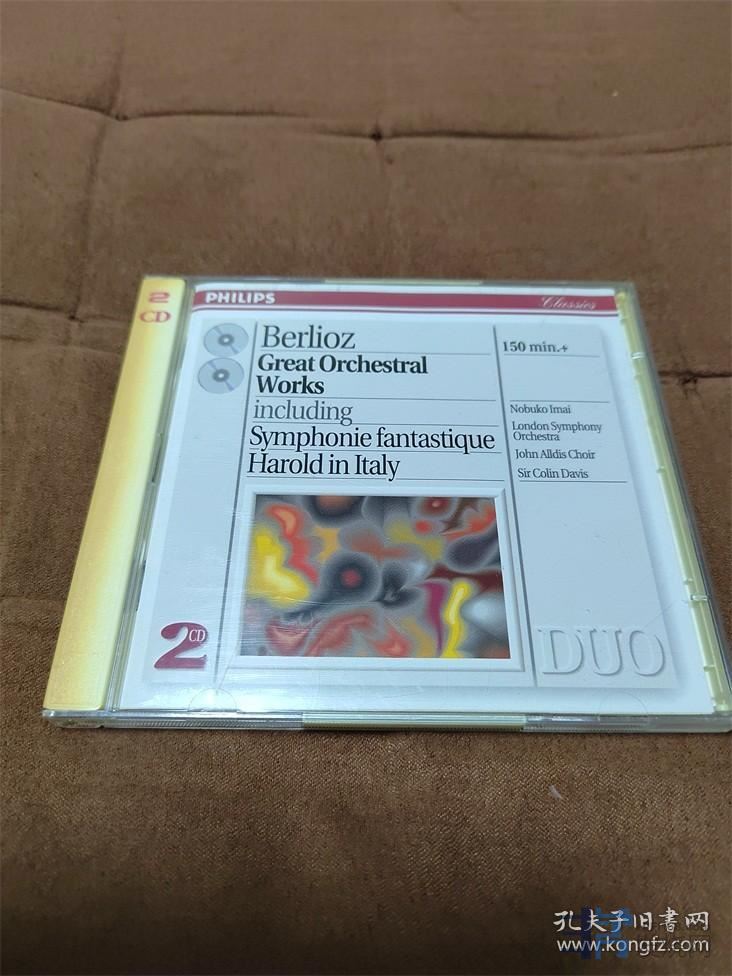 2
CD
PHILIPS
Classics
Berlioz
Great Orchestral
Works
including
Symphonie fantastique
Harold in Italy
150 min.+
Nobuko Imai
London Symphony
Orchestra
John Alldis Choir
Sir Colin Davis
2CD
DUO
孔夫子旧书网
www.kongfz.com